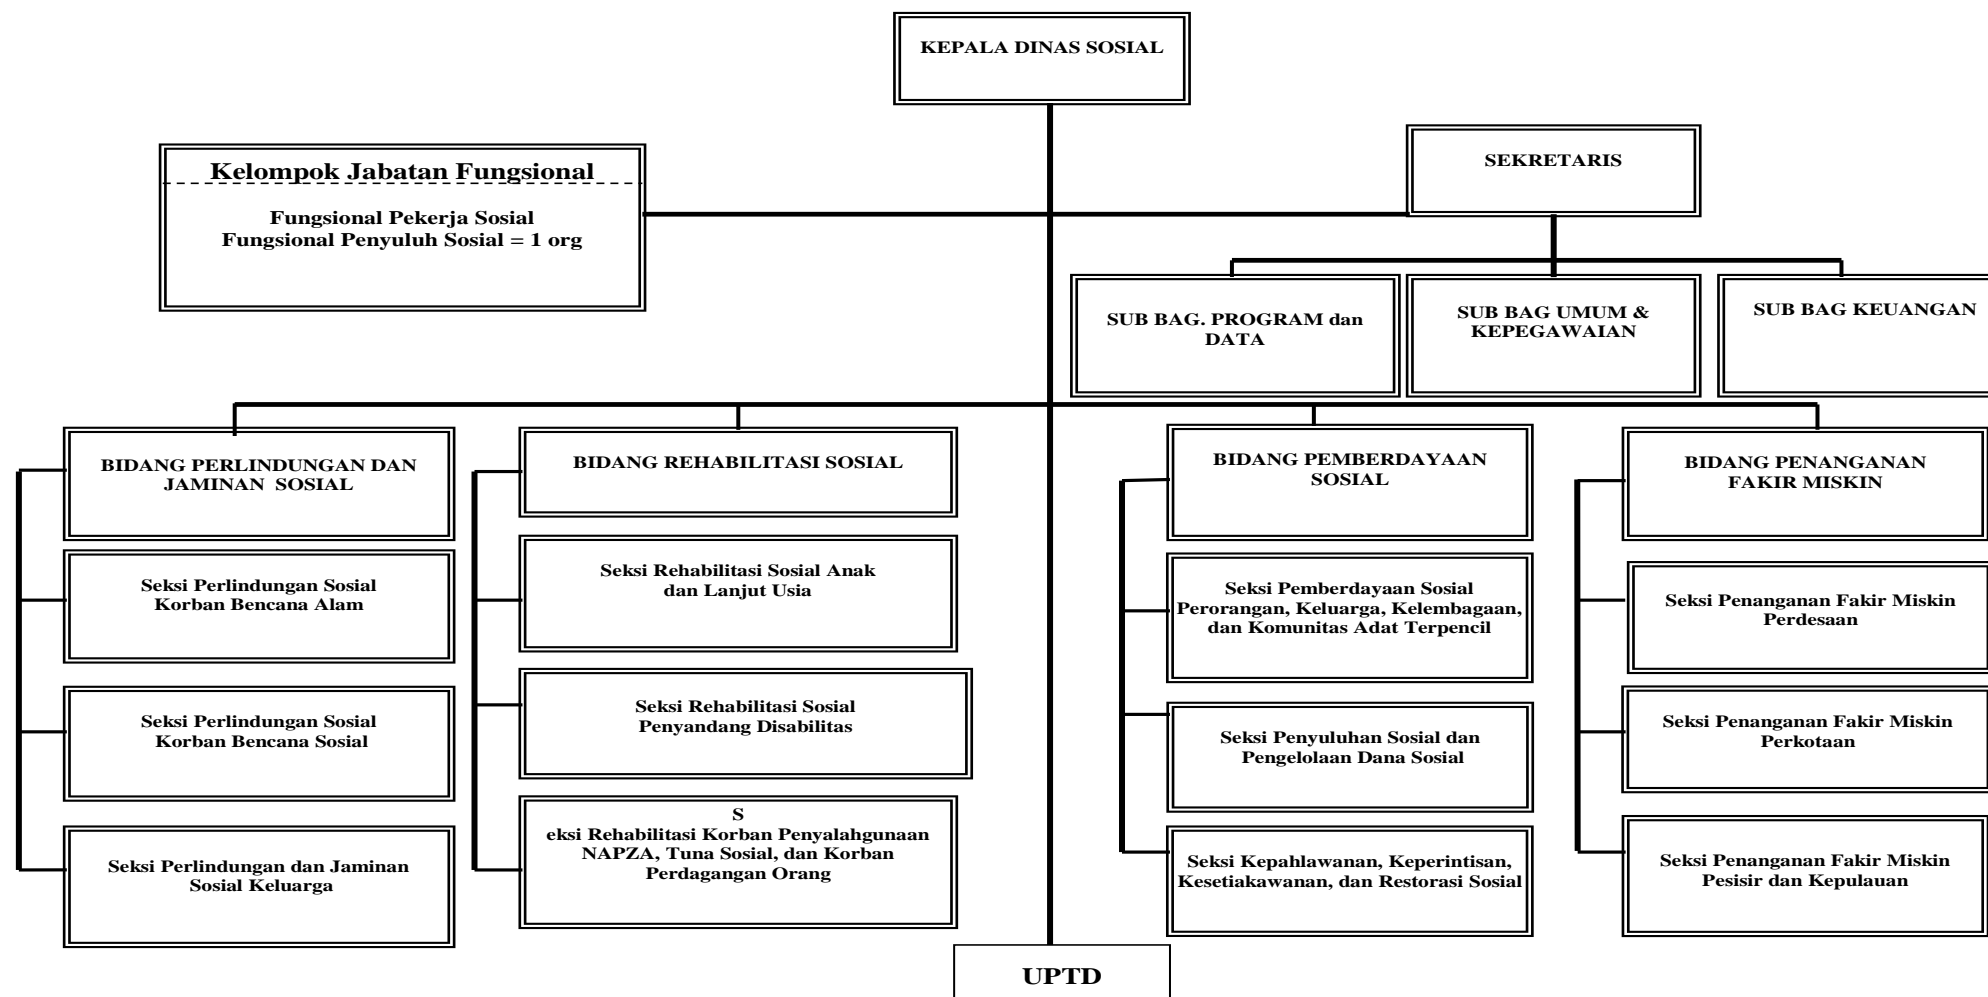 KEPALA DINAS SOSIAL
Kelompok Jabatan Fungsional
Fungsional Pekerja Sosial
Fungsional Penyuluh Sosial = 1 org
SEKRETARIS
SUB BAG. PROGRAM dan
DATA
SUB BAG UMUM &
KEPEGAWAIAN
SUB BAG KEUANGAN
BIDANG PERLINDUNGAN DAN
JAMINAN SOSIAL
Seksi Perlindungan Sosial
Korban Bencana Alam
Seksi Perlindungan Sosial
Korban Bencana Sosial
Seksi Perlindungan dan Jaminan
Sosial Keluarga
BIDANG REHABILITASI SOSIAL
Seksi Rehabilitasi Sosial Anak
dan Lanjut Usia
Seksi Rehabilitasi Sosial
Penyandang Disabilitas
S
eksi Rehabilitasi Korban Penyalahgunaan
NAPZA, Tuna Sosial, dan Korban
Perdagangan Orang
BIDANG PEMBERDAYAAN
SOSIAL
Seksi Pemberdayaan Sosial
Perorangan, Keluarga, Kelembagaan,
dan Komunitas Adat Terpencil
Seksi Penyuluhan Sosial dan
Pengelolaan Dana Sosial
Seksi Kepahlawanan, Keperintisan,
Kesetiakawanan, dan Restorasi Sosial
BIDANG PENANGANAN
FAKIR MISKIN
Seksi Penanganan Fakir Miskin
Perdesaan
Seksi Penanganan Fakir Miskin
Perkotaan
Seksi Penanganan Fakir Miskin
Pesisir dan Kepulauan
UPTD